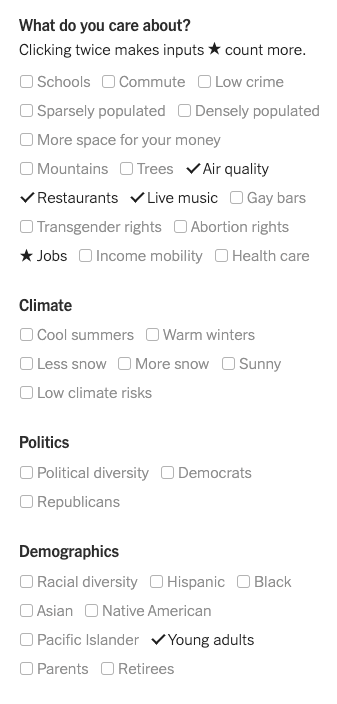 What do you care about?
Clicking twice makes inputs ★ count more.
Schools Commute Low crime
Sparsely populated Densely populated
More space for your money
Mountains Trees Air quality
Restaurants Live music Gay bars
Transgender rights Abortion rights
★ Jobs Income mobility Health care
Climate
Cool summers Warm winters
Less snow More snow Sunny
Low climate risks
Politics
Political diversity Democrats
Republicans
Demographics
Racial diversity Hispanic Black
Asian Native American
Pacific Islander Young adults
Parents Retirees